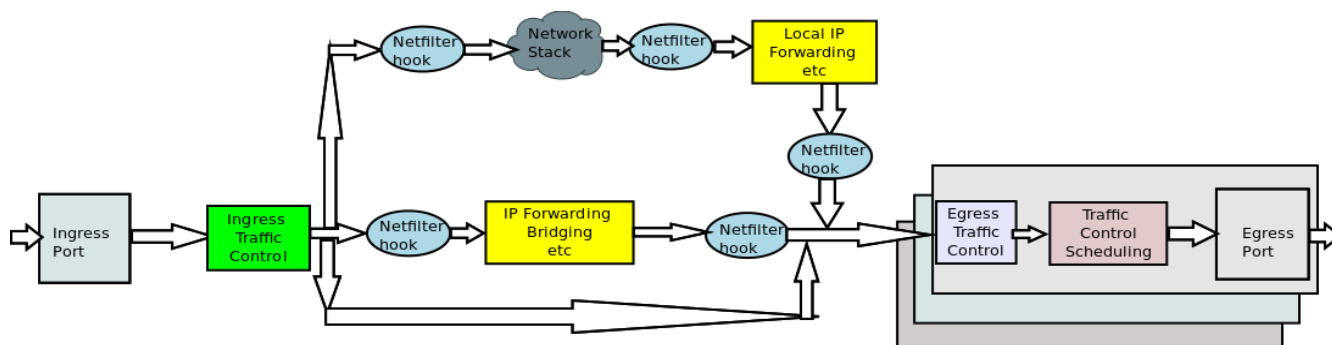 Netfilter
hook
Network
Stack
Netfilter
hook
Local IP
Forwarding
etc
Netfilter
hook
Ingress
Port
Ingress
Traffic
Control
Netfilter
hook
IP Forwarding
Bridging
etc
Netfilter
hook
Egress
Traffic
Control
Traffic
Control
Scheduling
Egress
Port